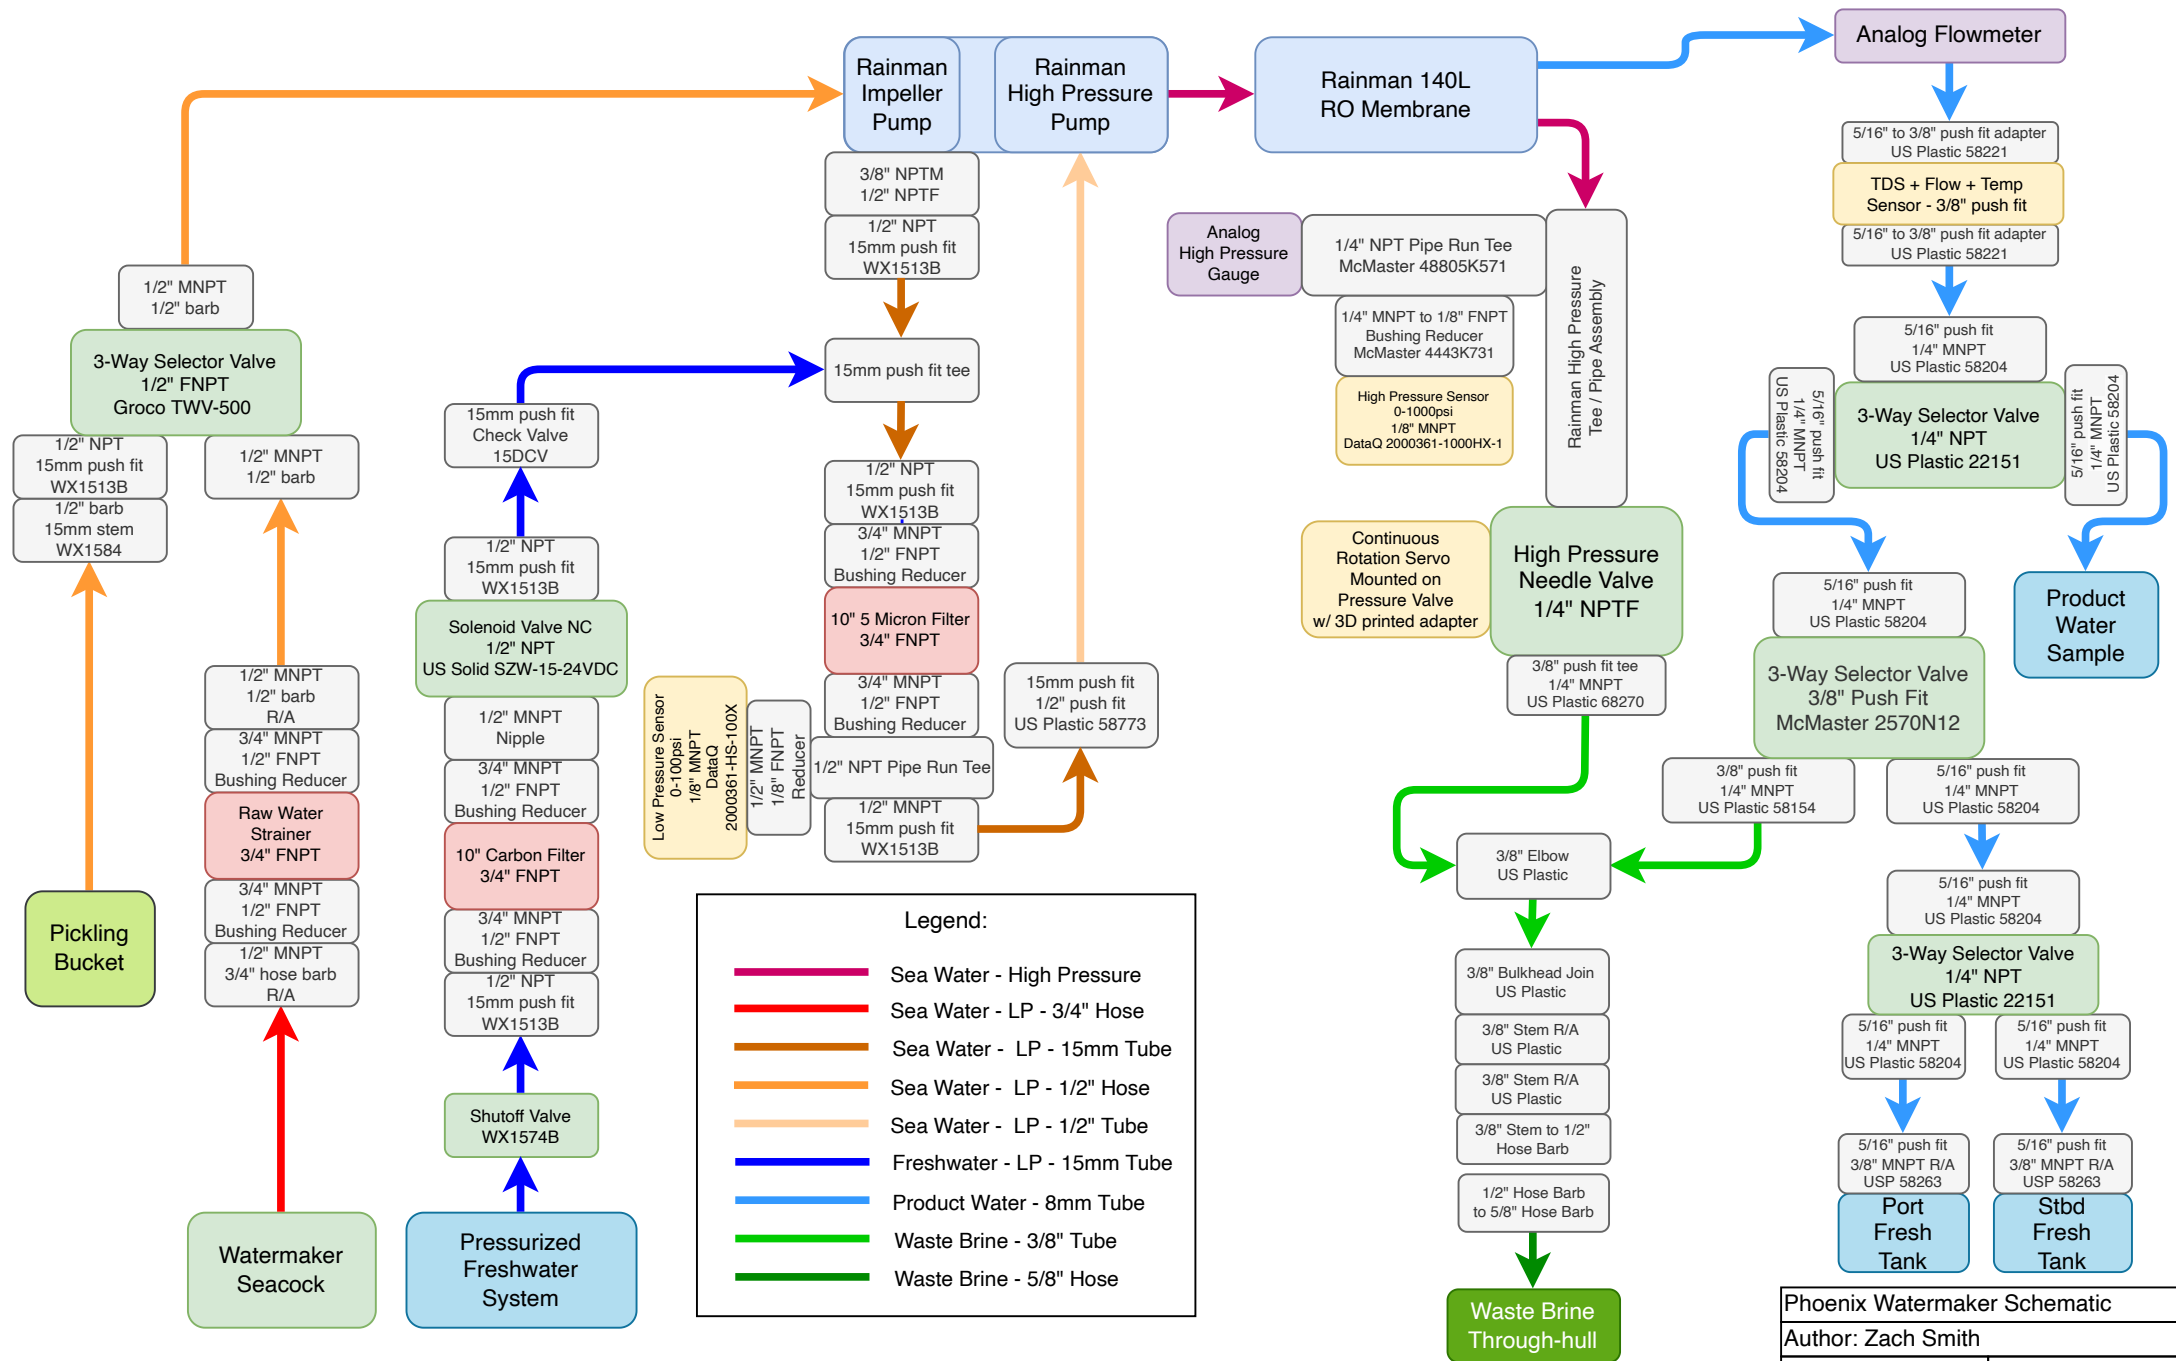 Rainman
Impeller
Pump
Rainman
High Pressure
Pump
Rainman 140L
RO Membrane
Analog Flowmeter
5/16" to 3/8" push fit adapter
US Plastic 58221
TDS + Flow + Temp
Sensor - 3/8" push fit
5/16" to 3/8" push fit adapter
US Plastic 58221
5/16" push fit
1/4" MNPT
US Plastic 58204
5/16" push fit
1/4" MNPT
US Plastic 58204
3-Way Selector Valve
1/4" NPT
US Plastic 22151
5/16" push fit
1/4" MNPT
US Plastic 58204
Product
Water
Sample
5/16" push fit
1/4" MNPT
US Plastic 58204
3-Way Selector Valve
3/8" Push Fit
McMaster 2570N12
3/8" push fit
1/4" MNPT
US Plastic 58154
5/16" push fit
1/4" MNPT
US Plastic 58204
5/16" push fit
1/4" MNPT
US Plastic 58204
3-Way Selector Valve
1/4" NPT
US Plastic 22151
5/16" push fit
1/4" MNPT
US Plastic 58204
5/16" push fit
1/4" MNPT
US Plastic 58204
5/16" push fit
3/8" MNPT R/A
USP 58263
5/16" push fit
3/8" MNPT R/A
USP 58263
Port
Fresh
Tank
Stbd
Fresh
Tank
3/8" NPTM
1/2" NPTF
1/2" NPT
15mm push fit
WX1513B
15mm push fit tee
1/2" NPT
15mm push fit
WX1513B
3/4" MNPT
1/2" FNPT
Bushing Reducer
10" 5 Micron Filter
3/4" FNPT
3/4" MNPT
1/2" FNPT
Bushing Reducer
1/2" NPT Pipe Run Tee
1/2" MNPT
15mm push fit
WX1513B
Low Pressure Sensor
0-100psi
1/8" MNPT
DataQ
2000361-HS-100X
1/2" MNPT
1/8" FNPT
Reducer
15mm push fit
1/2" push fit
US Plastic 58773
Analog
High Pressure
Gauge
1/4" NPT Pipe Run Tee
McMaster 48805K571
1/4" MNPT to 1/8" FNPT
Bushing Reducer
McMaster 4443K731
High Pressure Sensor
0-1000psi
1/8" MNPT
DataQ 2000361-1000HX-1
Rainman High Pressure
Tee / Pipe Assembly
Continuous
Rotation Servo
Mounted on
Pressure Valve
w/ 3D printed adapter
High Pressure
Needle Valve
1/4" NPTF
3/8" push fit tee
1/4" MNPT
US Plastic 68270
3/8" Elbow
US Plastic
3/8" Bulkhead Join
US Plastic
3/8" Stem R/A
US Plastic
3/8" Stem R/A
US Plastic
3/8" Stem to 1/2"
Hose Barb
1/2" Hose Barb
to 5/8" Hose Barb
Waste Brine
Through-hull
1/2" MNPT
1/2" barb
3-Way Selector Valve
1/2" FNPT
Groco TWV-500
1/2" NPT
15mm push fit
WX1513B
1/2" barb
15mm stem
WX1584
1/2" MNPT
1/2" barb
Pickling
Bucket
1/2" MNPT
1/2" barb
R/A
3/4" MNPT
1/2" FNPT
Bushing Reducer
Raw Water
Strainer
3/4" FNPT
3/4" MNPT
1/2" FNPT
Bushing Reducer
1/2" MNPT
3/4" hose barb
R/A
Watermaker
Seacock
15mm push fit
Check Valve
15DCV
1/2" NPT
15mm push fit
WX1513B
Solenoid Valve NC
1/2" NPT
US Solid SZW-15-24VDC
1/2" MNPT
Nipple
3/4" MNPT
1/2" FNPT
Bushing Reducer
10" Carbon Filter
3/4" FNPT
3/4" MNPT
1/2" FNPT
Bushing Reducer
1/2" NPT
15mm push fit
WX1513B
Shutoff Valve
WX1574B
Pressurized
Freshwater
System
Legend:
Sea Water - High Pressure
Sea Water - LP - 3/4" Hose
Sea Water - LP - 15mm Tube
Sea Water - LP - 1/2" Hose
Sea Water - LP - 1/2" Tube
Freshwater - LP - 15mm Tube
Product Water - 8mm Tube
Waste Brine - 3/8" Tube
Waste Brine - 5/8" Hose
Phoenix Watermaker Schematic
Author: Zach Smith